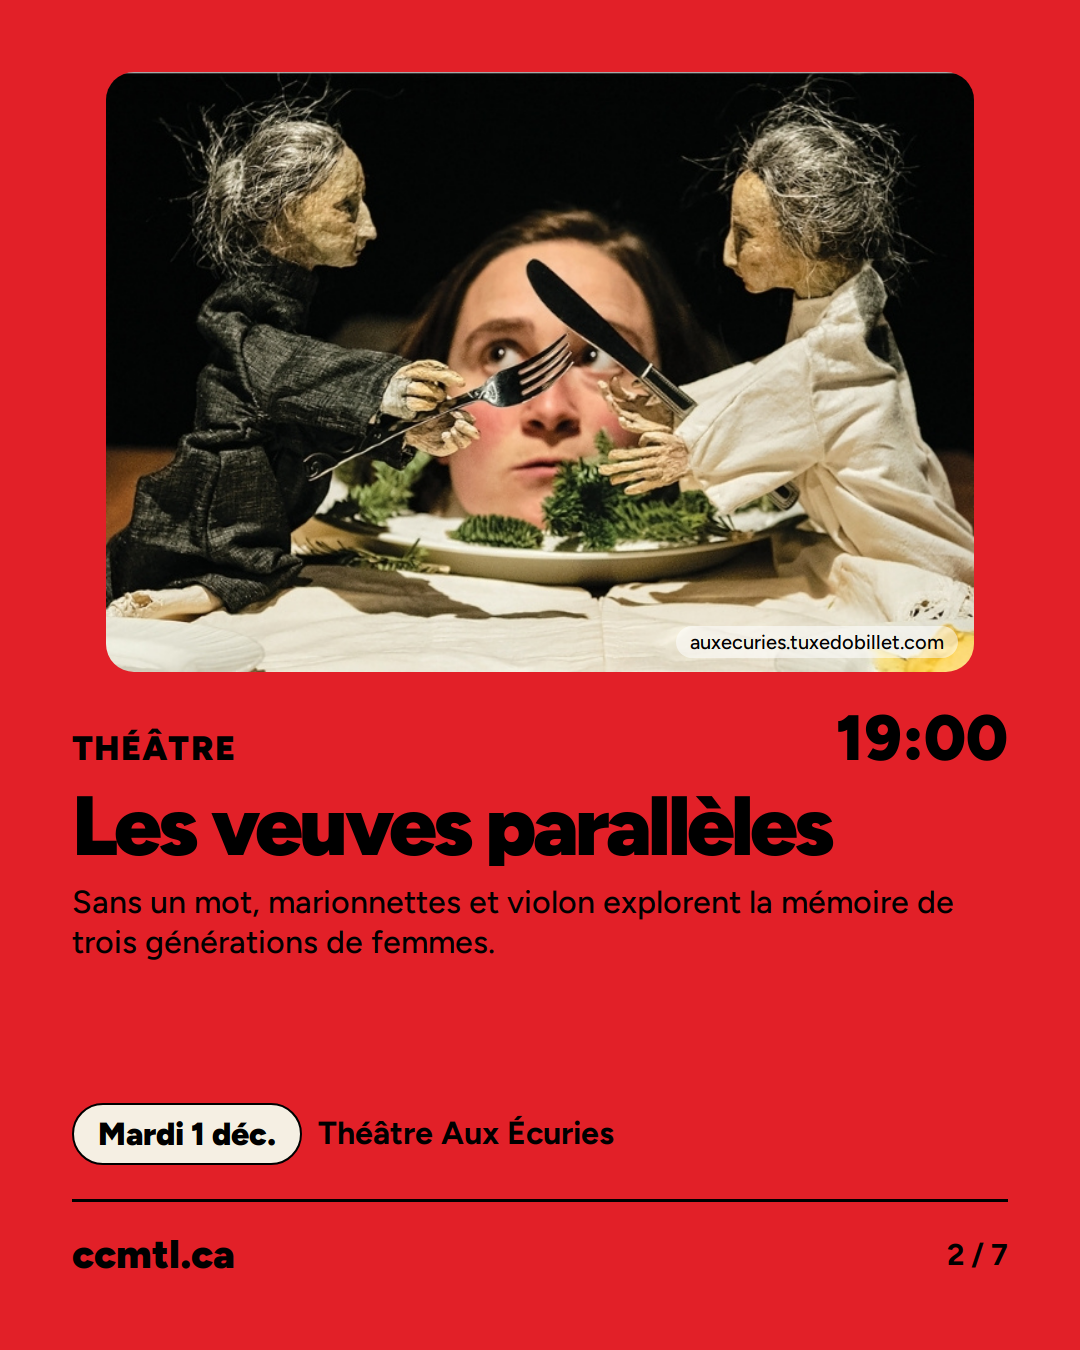 auxecuries.tuxedobillet.com
THÉÂTRE
19:00
Les veuves parallèles
Sans un mot, marionnettes et violon explorent la mémoire de
trois générations de femmes.
Mardi 1 déc.
Théâtre Aux Écuries
ccmtl.ca
2 / 7